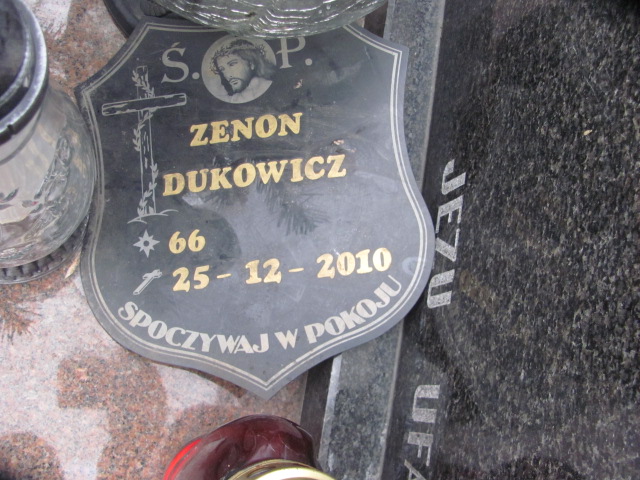 Ś. P.
ZENON
DUKOWICZ
66
25 - 12 - 2010
SPOCZYWAJ W POKOJU
JEZU
UFA